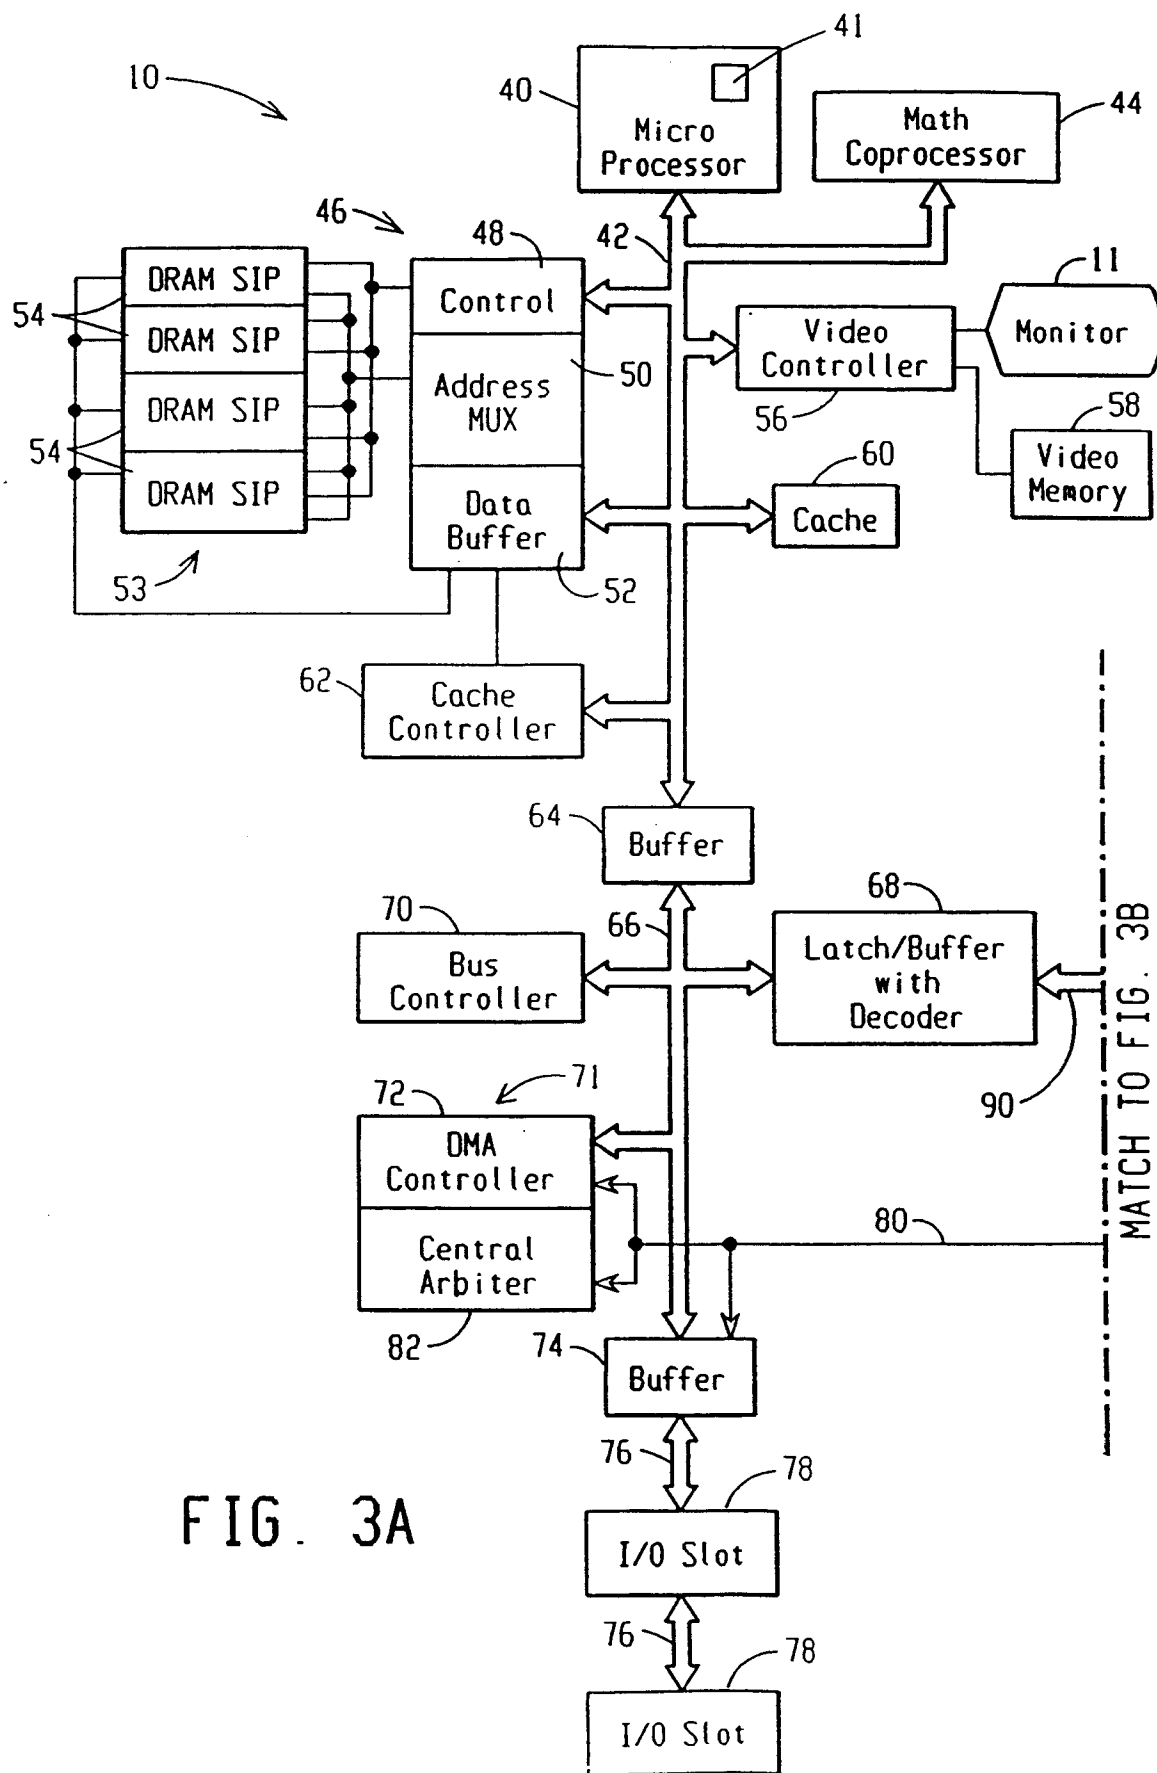 41
10
40
Micro
Processor
44
Math
Coprocessor
46
48
42
11
DRAM SIP
54
DRAM SIP
DRAM SIP
54
DRAM SIP
53
Control
50
Address
MUX
Data
Buffer
52
Video
Controller
56
Monitor
58
Video
Memory
60
Cache
62
Cache
Controller
64
Buffer
70
Bus
Controller
66
68
Latch/Buffer
with
Decoder
90
MATCH TO FIG. 3B
72
71
DMA
Controller
Central
Arbiter
82
80
74
Buffer
76
78
I/O Slot
76
78
I/O Slot
FIG. 3A